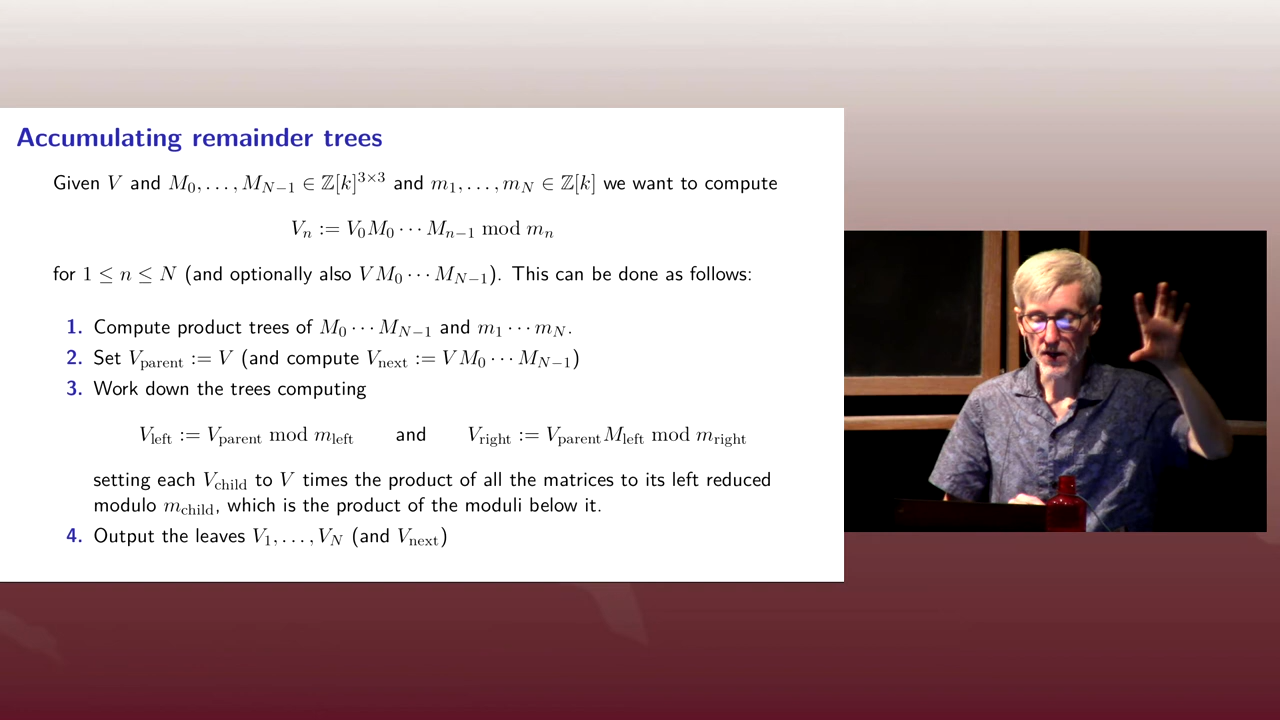 Accumulating remainder trees
Given V and M₀, . . . , M_{N−1} ∈ ℤ[k]^{3×3} and m₁, . . . , m_N ∈ ℤ[k] we want to compute
V_n := V₀M₀ · · · M_{n−1} mod m_n
for 1 ≤ n ≤ N (and optionally also V M₀ · · · M_{N−1}). This can be done as follows:
1. Compute product trees of M₀ · · · M_{N−1} and m₁ · · · m_N.
2. Set V_parent := V (and compute V_next := V M₀ · · · M_{N−1})
3. Work down the trees computing
V_left := V_parent mod m_left and V_right := V_parent M_left mod m_right
setting each V_child to V times the product of all the matrices to its left reduced
modulo m_child, which is the product of the moduli below it.
4. Output the leaves V₁, . . . , V_N (and V_next)